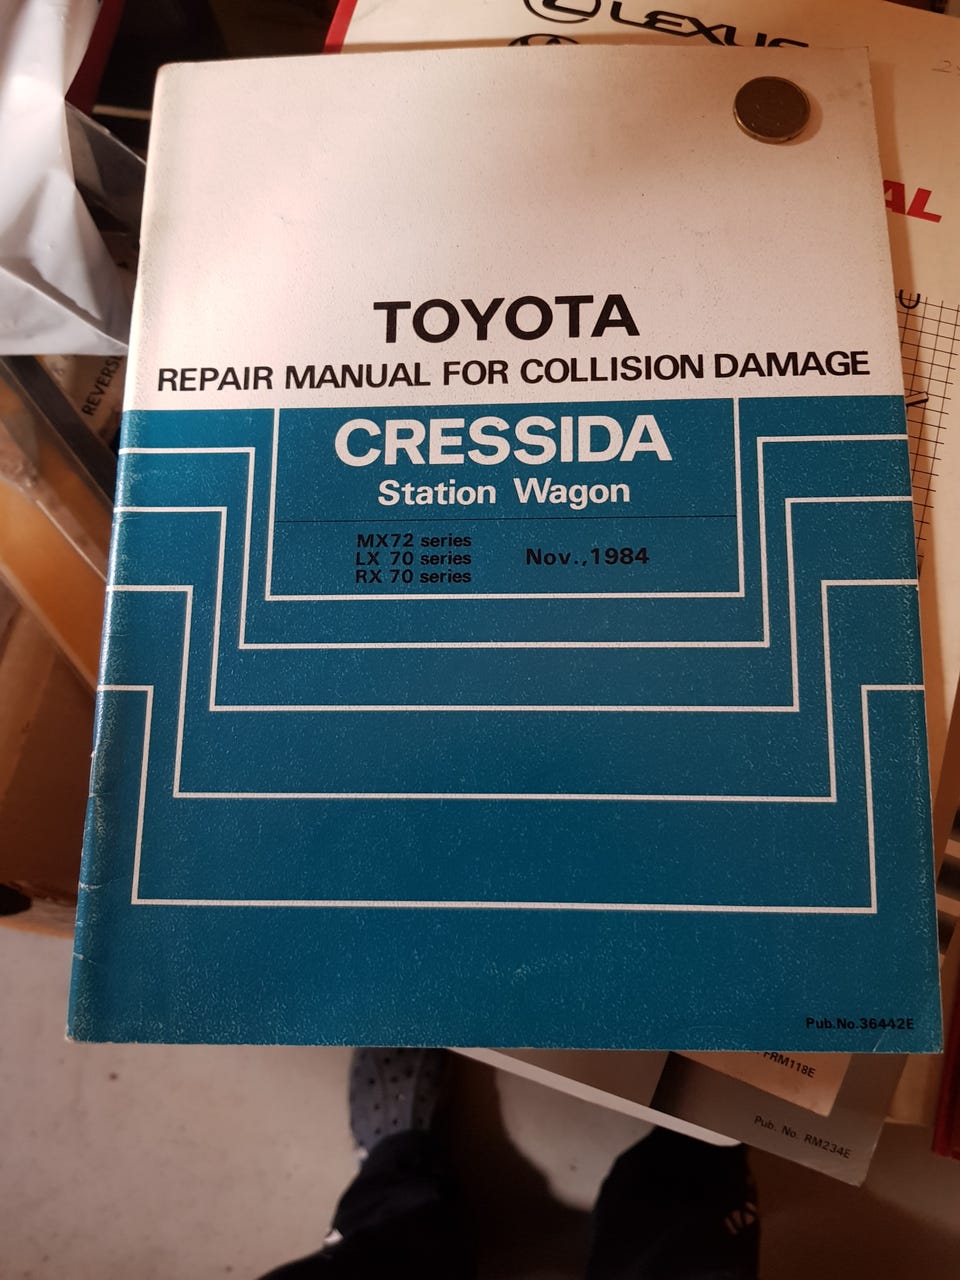 LEXUS
AL
TOYOTA
REPAIR MANUAL FOR COLLISION DAMAGE
CRESSIDA
Station Wagon
MX72 series
LX 70 series
RX 70 series
Nov.,1984
REVERS
Pub.No.36442E
FRM118E
Pub. No. RM234E